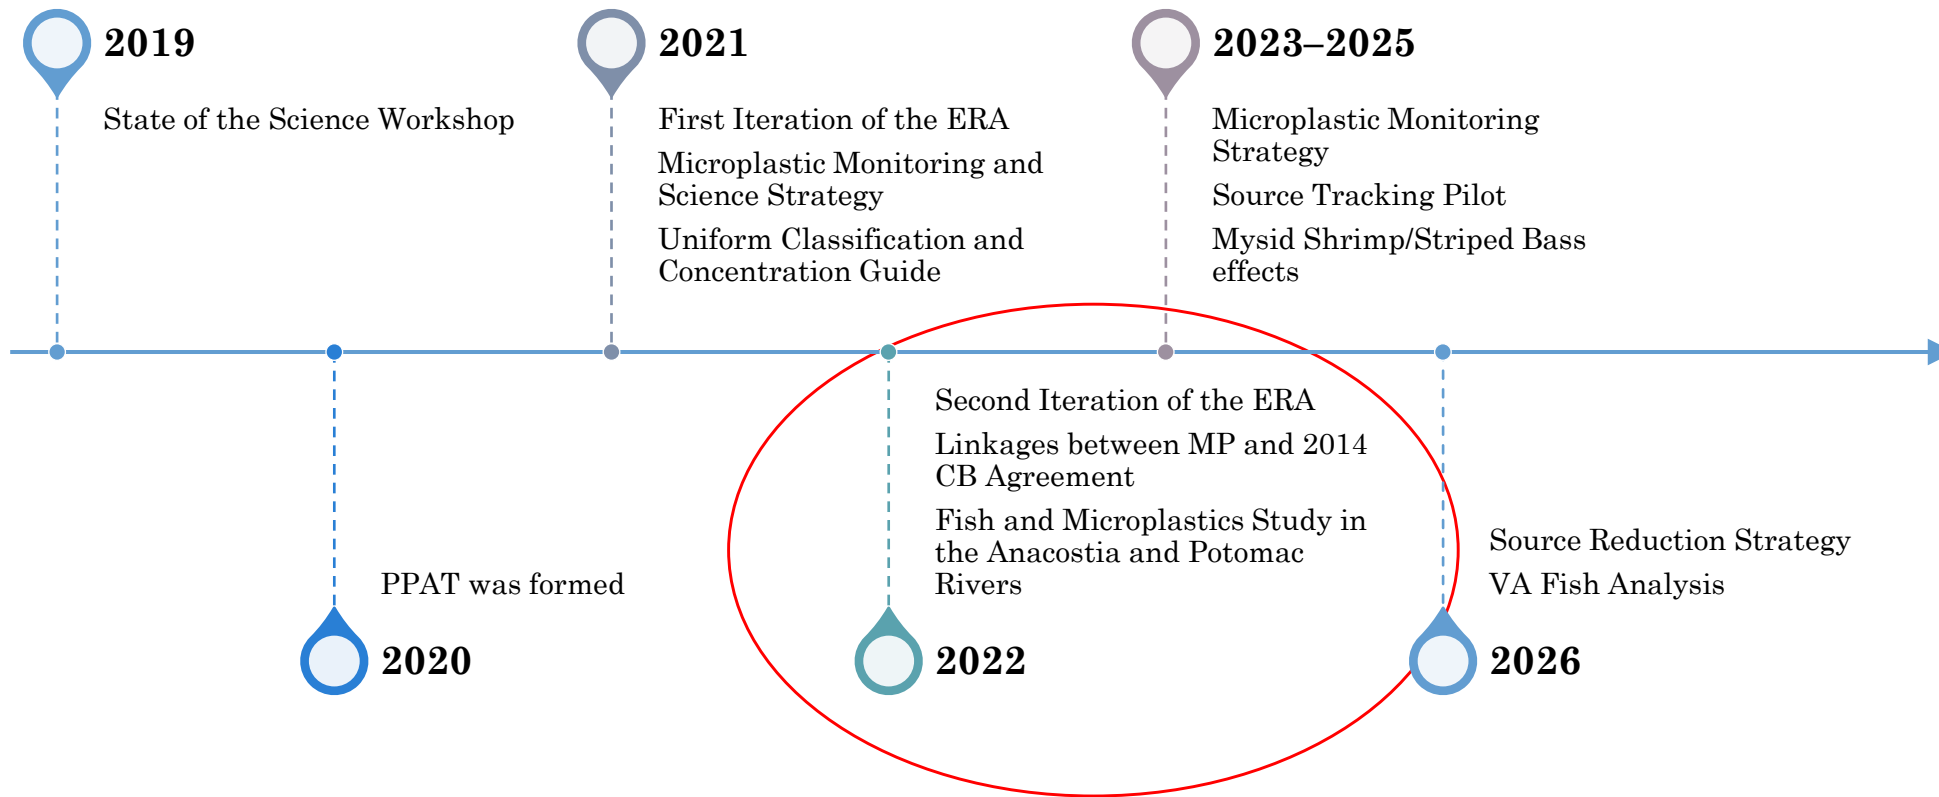 2019
State of the Science Workshop
2021
First Iteration of the ERA
Microplastic Monitoring and
Science Strategy
Uniform Classification and
Concentration Guide
2023–2025
Microplastic Monitoring
Strategy
Source Tracking Pilot
Mysid Shrimp/Striped Bass
effects
PPAT was formed
2020
Second Iteration of the ERA
Linkages between MP and 2014
CB Agreement
Fish and Microplastics Study in
the Anacostia and Potomac
Rivers
2022
Source Reduction Strategy
VA Fish Analysis
2026